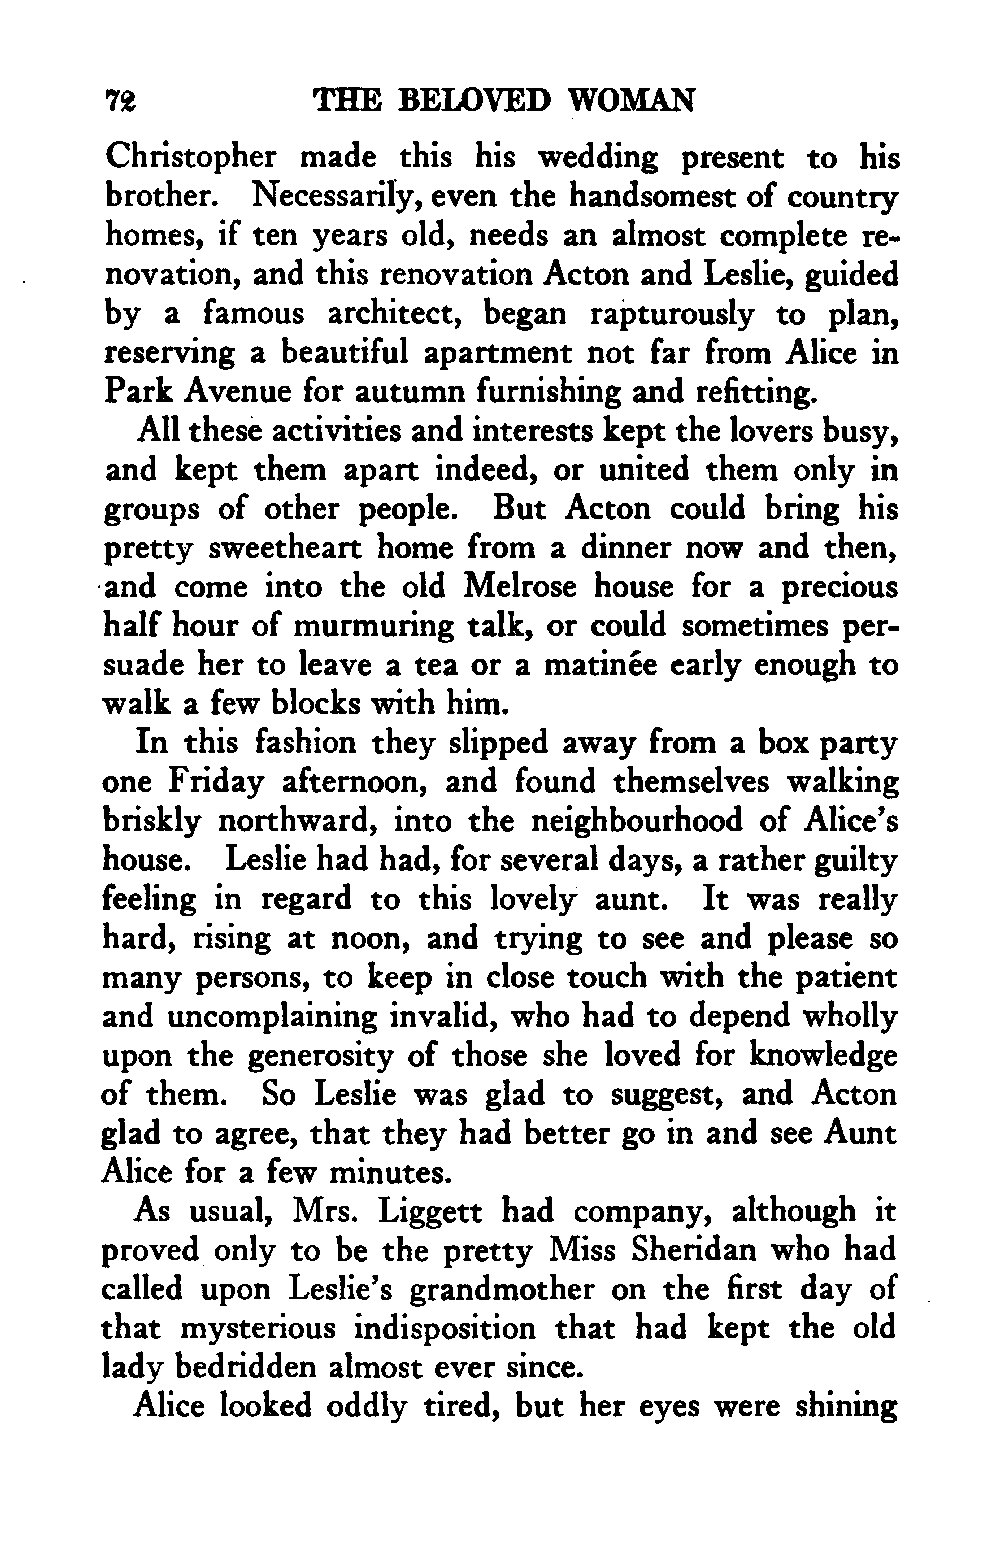 72 THE BELOVED WOMAN
Christopher made this his wedding present to his
brother. Necessarily, even the handsomest of country
homes, if ten years old, needs an almost complete re-
novation, and this renovation Acton and Leslie, guided
by a famous architect, began rapturously to plan,
reserving a beautiful apartment not far from Alice in
Park Avenue for autumn furnishing and refitting.
All these activities and interests kept the lovers busy,
and kept them apart indeed, or united them only in
groups of other people. But Acton could bring his
pretty sweetheart home from a dinner now and then,
and come into the old Melrose house for a precious
half hour of murmuring talk, or could sometimes per-
suade her to leave a tea or a matinée early enough to
walk a few blocks with him.
In this fashion they slipped away from a box party
one Friday afternoon, and found themselves walking
briskly northward, into the neighbourhood of Alice's
house. Leslie had had, for several days, a rather guilty
feeling in regard to this lovely aunt. It was really
hard, rising at noon, and trying to see and please so
many persons, to keep in close touch with the patient
and uncomplaining invalid, who had to depend wholly
upon the generosity of those she loved for knowledge
of them. So Leslie was glad to suggest, and Acton
glad to agree, that they had better go in and see Aunt
Alice for a few minutes.
As usual, Mrs. Liggett had company, although it
proved only to be the pretty Miss Sheridan who had
called upon Leslie's grandmother on the first day of
that mysterious indisposition that had kept the old
lady bedridden almost ever since.
Alice looked oddly tired, but her eyes were shining